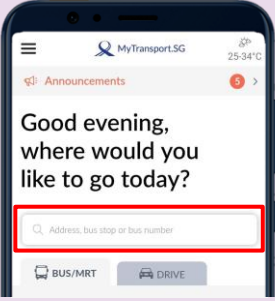 MyTransport.SG
25-34°C
Announcements
5
Good evening,
where would you
like to go today?
Address, bus stop or bus number
BUS/MRT
DRIVE